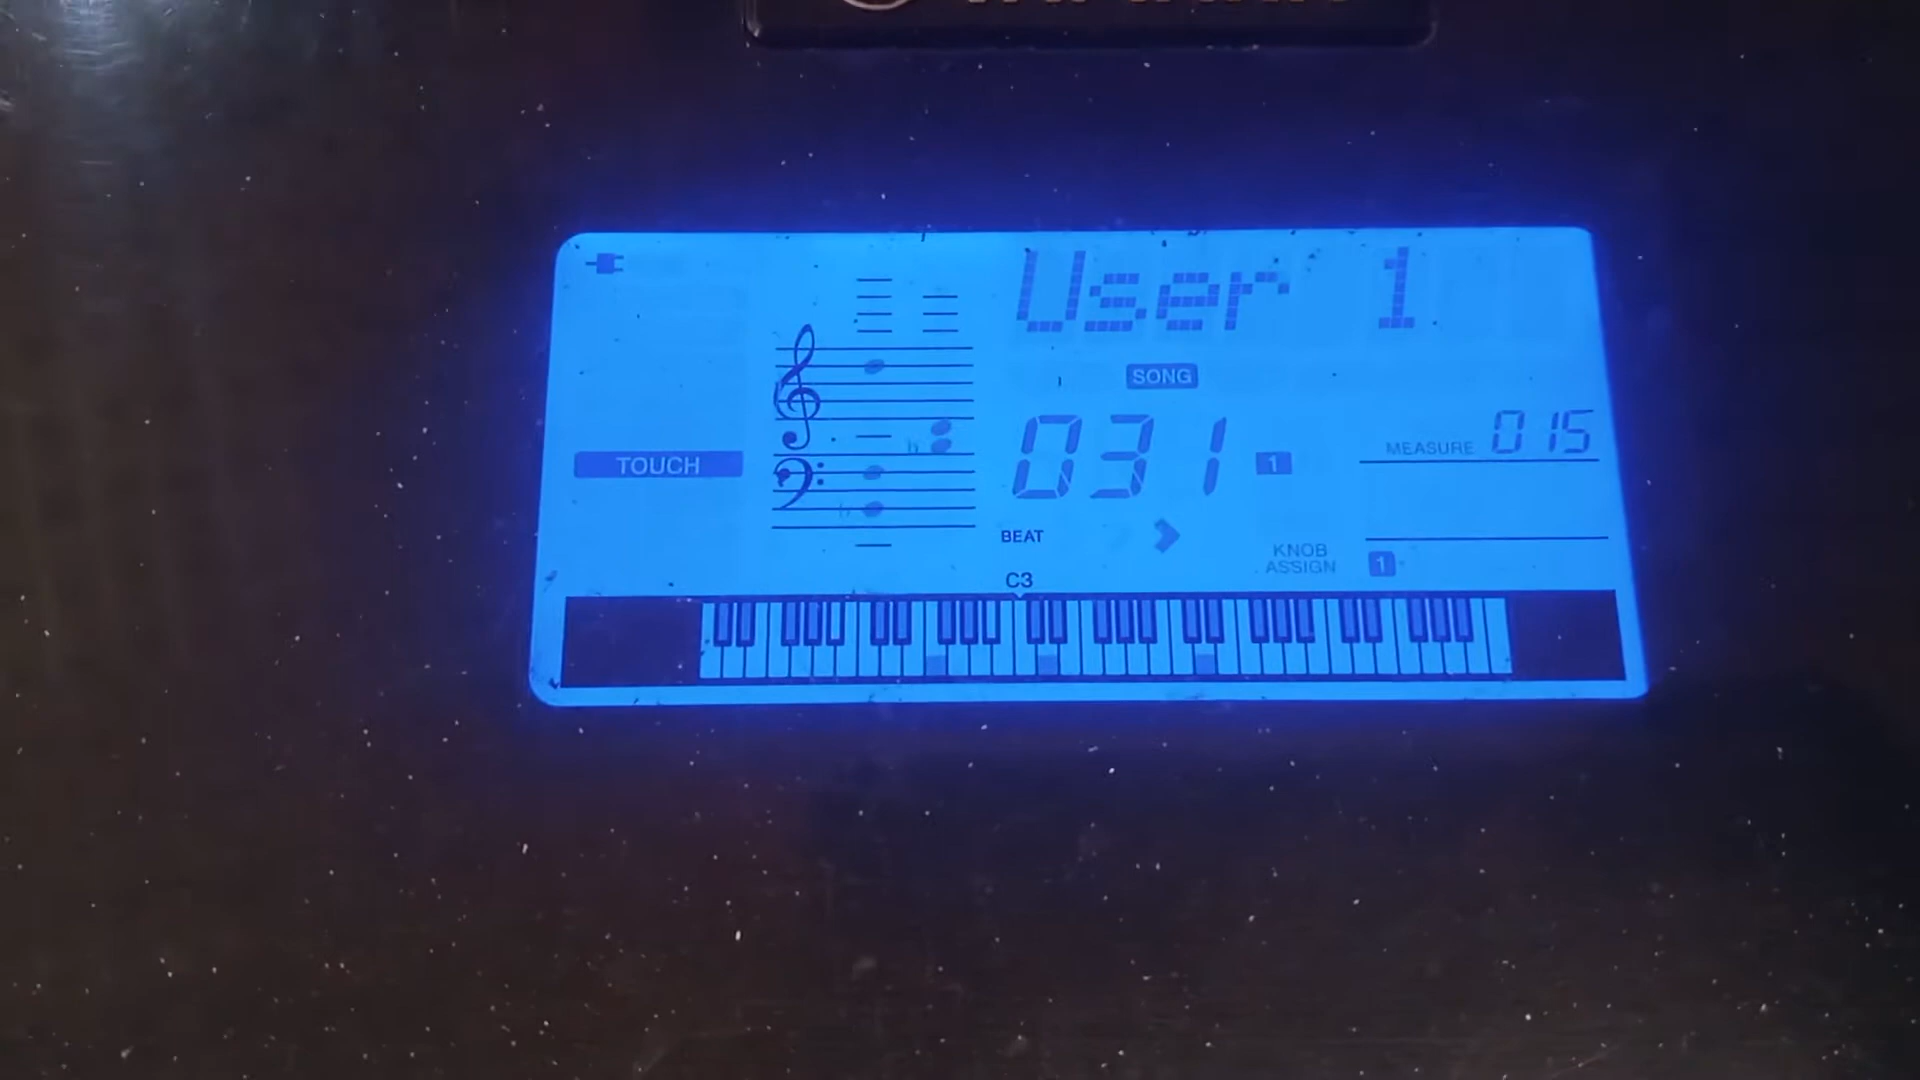 User 1
SONG
031 1
MEASURE 015
TOUCH
BEAT
KNOB
ASSIGN 1
C3